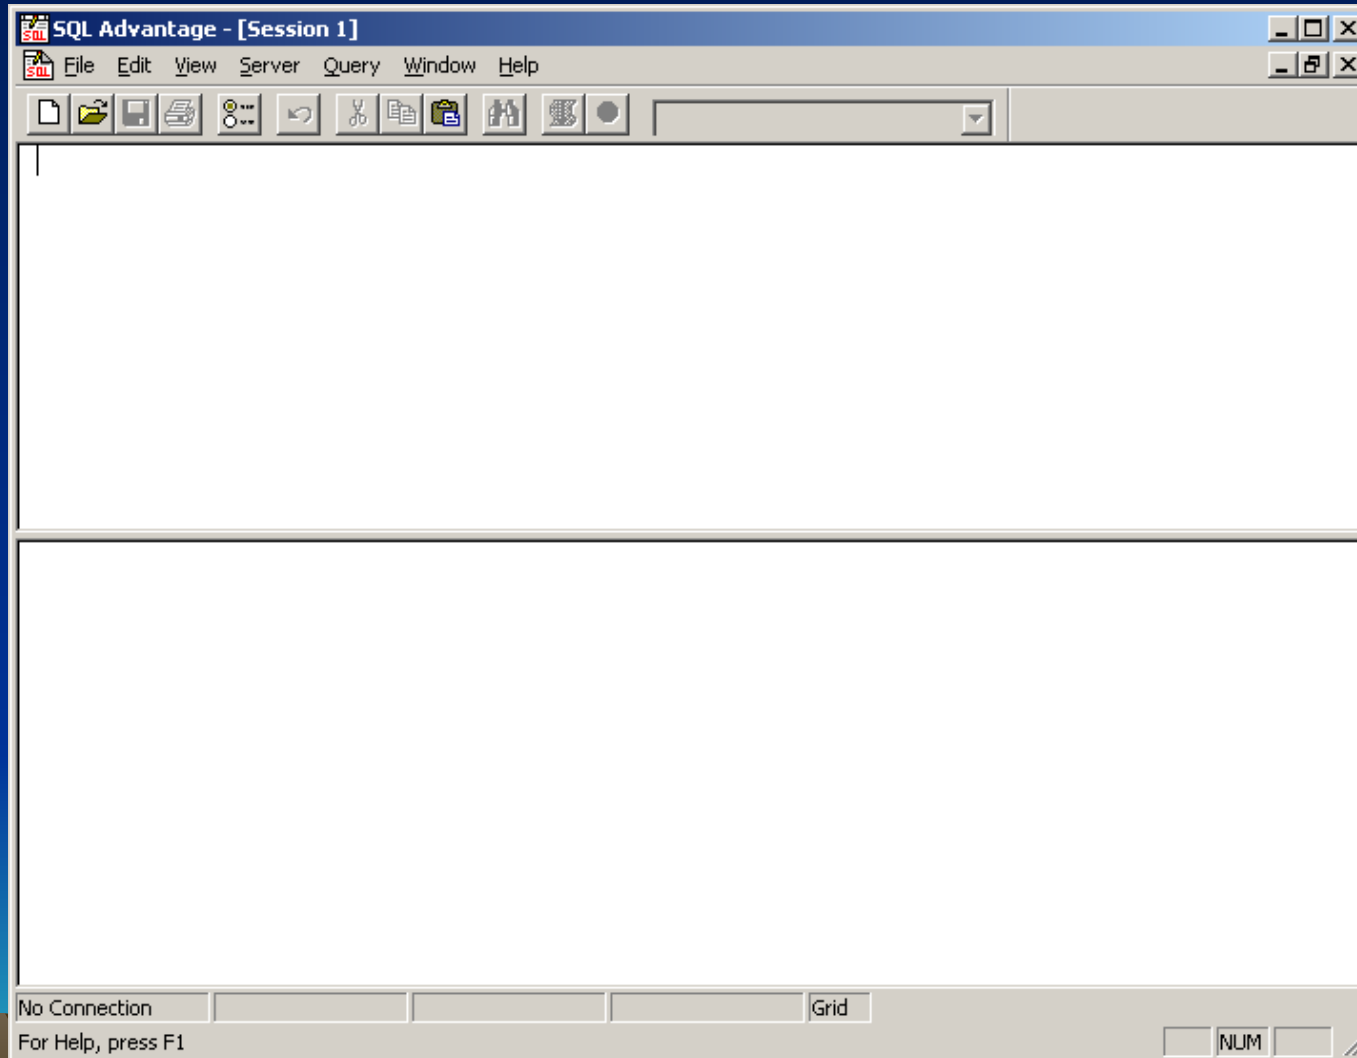 SQL Advantage - [Session 1]
SQL File Edit View Server Query Window Help
No Connection Grid
For Help, press F1 NUM